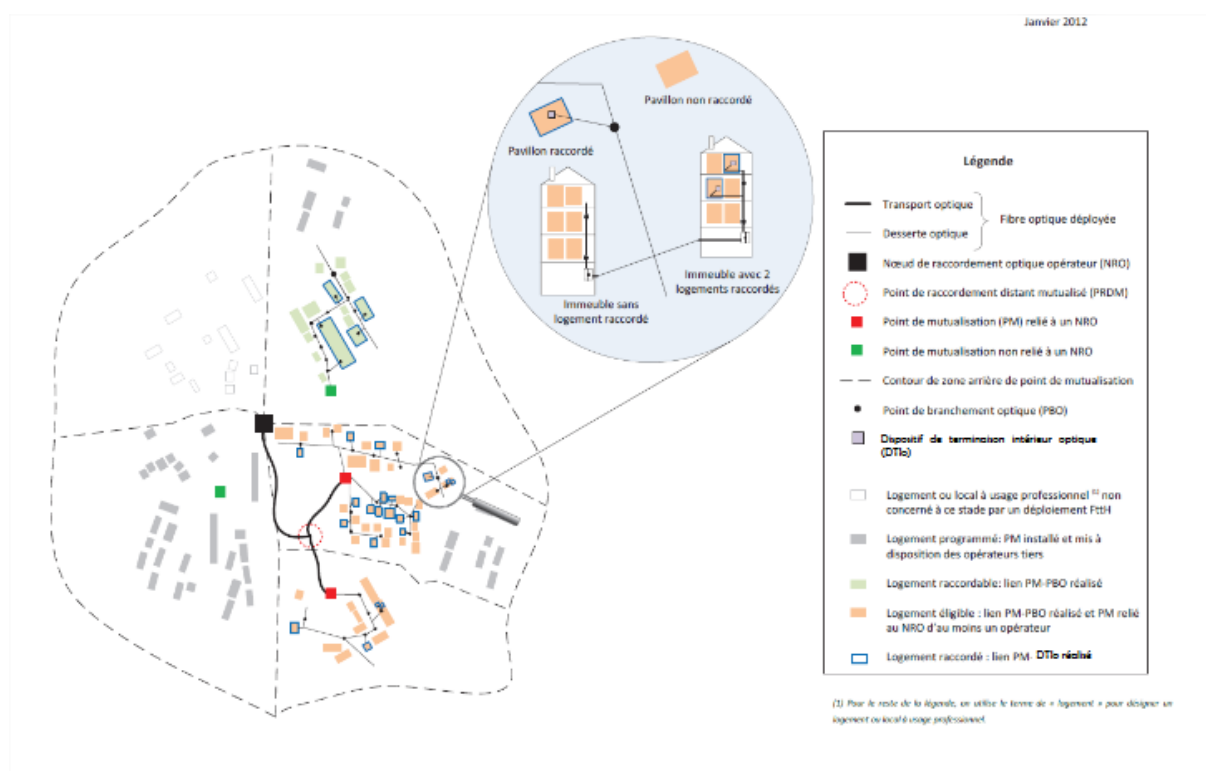 Janvier 2012
Pavillon non raccordé
Pavillon raccordé
Immeuble avec 2
logements raccordés
Immeuble sans
logement raccordé
Légende
Transport optique
Fibre optique déployée
Desserte optique
Nœud de raccordement optique opérateur (NRO)
Point de raccordement distant mutualisé (PRDM)
Point de mutualisation (PM) relié à un NRO
Point de mutualisation non relié à un NRO
Contour de zone arrière de point de mutualisation
Point de branchement optique (PBO)
Dispositif de terminaison intérieur optique
(DTIo)
Logement ou local à usage professionnel (1) non
concerné à ce stade par un déploiement FttH
Logement programmé: PM installé et mis à
disposition des opérateurs tiers
Logement raccordable: lien PM-PBO réalisé
Logement éligible : lien PM-PBO réalisé et PM relié
au NRO d'au moins un opérateur
Logement raccordé : lien PM- DTIo réalisé
(1) Pour le reste de la légende, on utilise le terme de « logement » pour désigner un
logement ou local à usage professionnel.